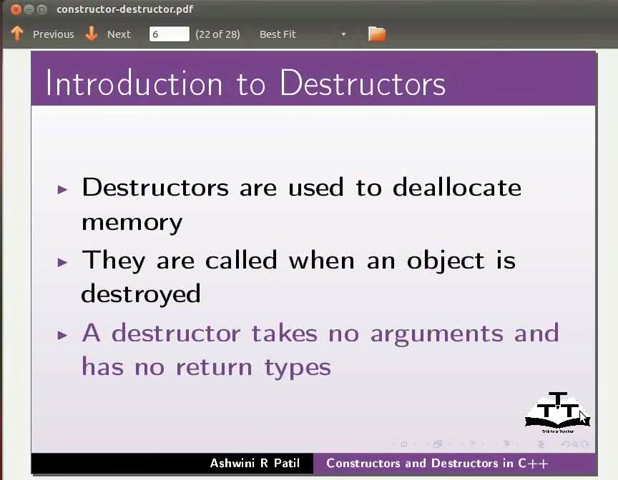 constructor-destructor.pdf
Previous Next 6 (22 of 28) Best Fit
Introduction to Destructors
Destructors are used to deallocate
memory
They are called when an object is
destroyed
A destructor takes no arguments and
has no return types
Ashwini R Patil Constructors and Destructors in C++